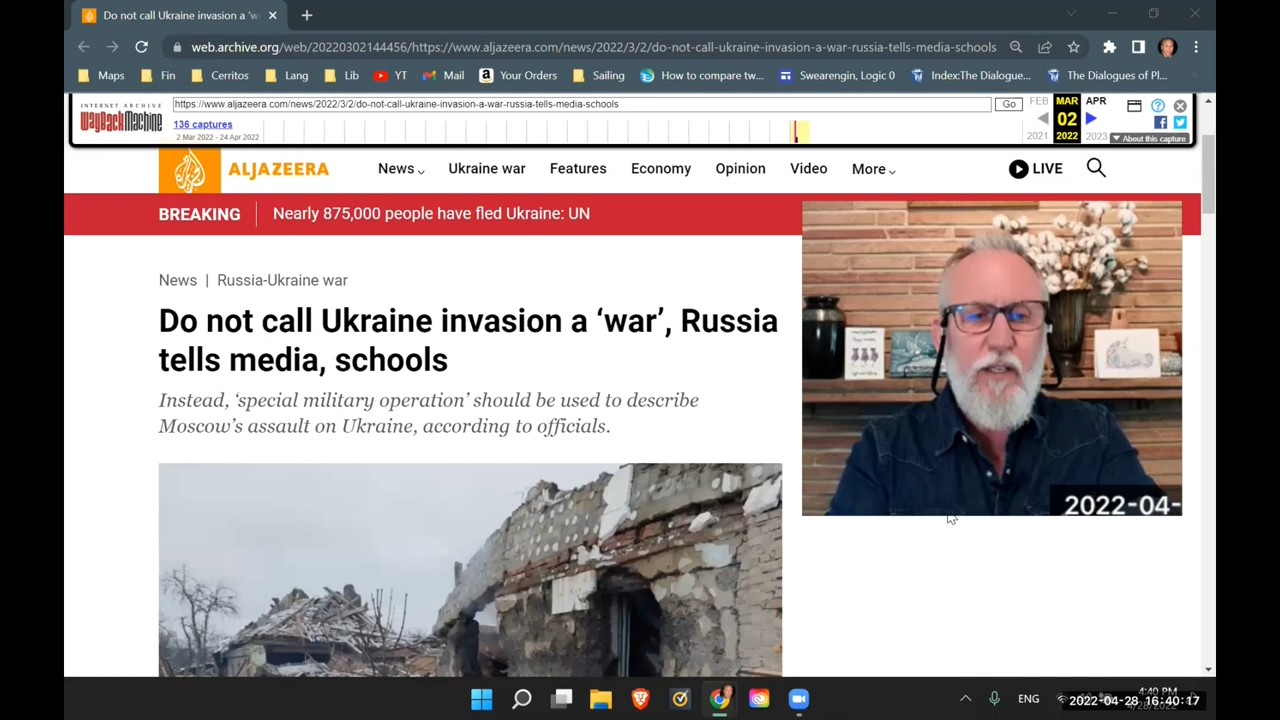 Do not call Ukraine invasion a 'w
web.archive.org/web/20220302144456/https://www.aljazeera.com/news/2022/3/2/do-not-call-ukraine-invasion-a-war-russia-tells-media-schools
Maps Fin Cerritos Lang Lib YT Mail Your Orders Sailing How to compare tw... Swearengin, Logic 0 Index:The Dialogue... The Dialogues of Pl...
INTERNET ARCHIVE
WayBackMachine
https://www.aljazeera.com/news/2022/3/2/do-not-call-ukraine-invasion-a-war-russia-tells-media-schools
Go
FEB MAR APR
136 captures
02
2 Mar 2022 - 24 Apr 2022
2021 2022 2023
About this capture
ALJAZEERA
News Ukraine war Features Economy Opinion Video More
LIVE
BREAKING Nearly 875,000 people have fled Ukraine: UN
News | Russia-Ukraine war
Do not call Ukraine invasion a ‘war’, Russia
tells media, schools
Instead, ‘special military operation’ should be used to describe
Moscow’s assault on Ukraine, according to officials.
2022-04-
ENG
4:40 PM
2022-04-28 16:40:17